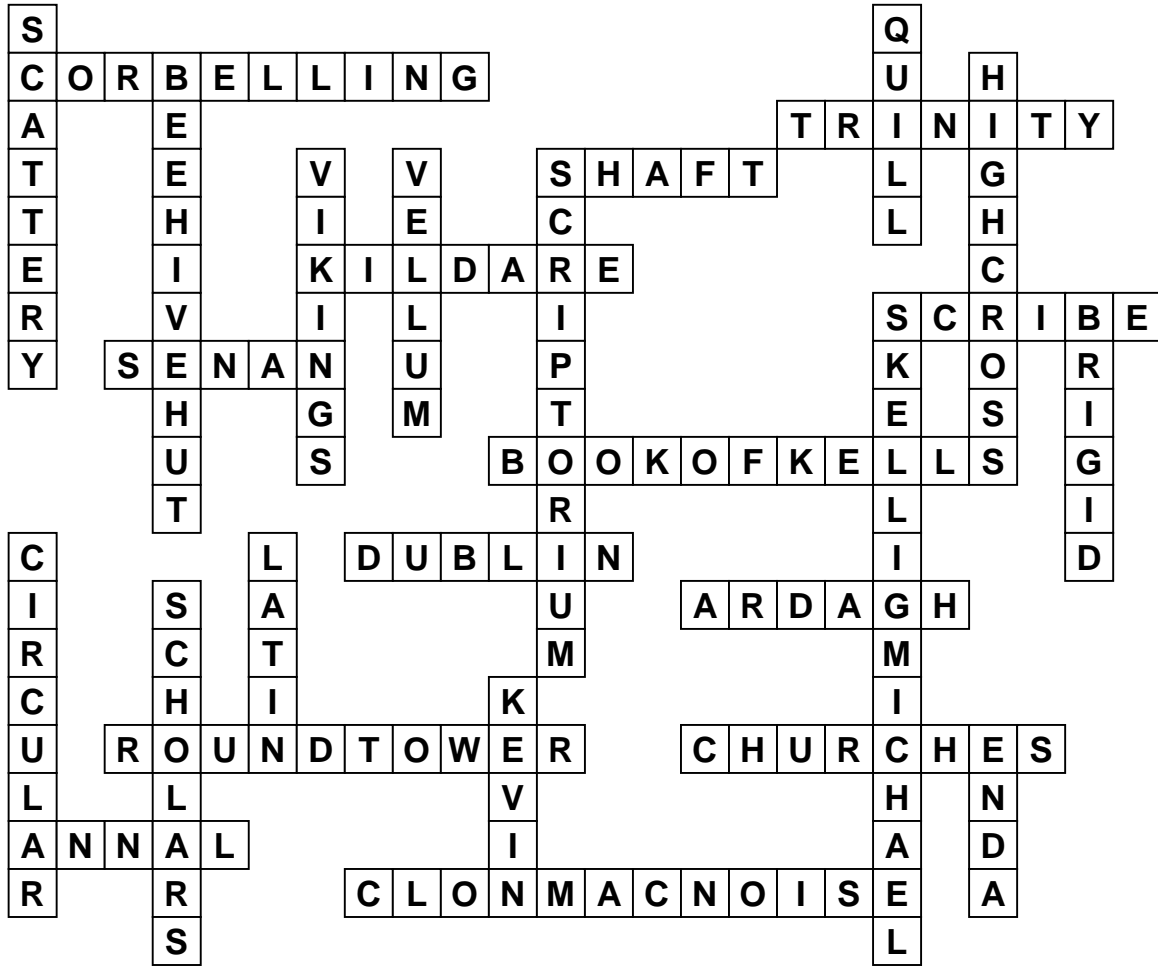 S Q
CORBELLING U H
A E TRINITY
T E V V SHAFT L G
T H I E C L H
E I KILDARE C
R V I L I SCRIBE
Y SENAN U P K O R
H G M T E S I
U S BOOKOFKELLS G
T R L I
C L DUBLIN I D
I S A U ARDAGH
R C T M M
C H I K I
U ROUNDTOWER CHURCHES
L L V H N
ANNAL I A D
R R CLONMACNOISE A
S L